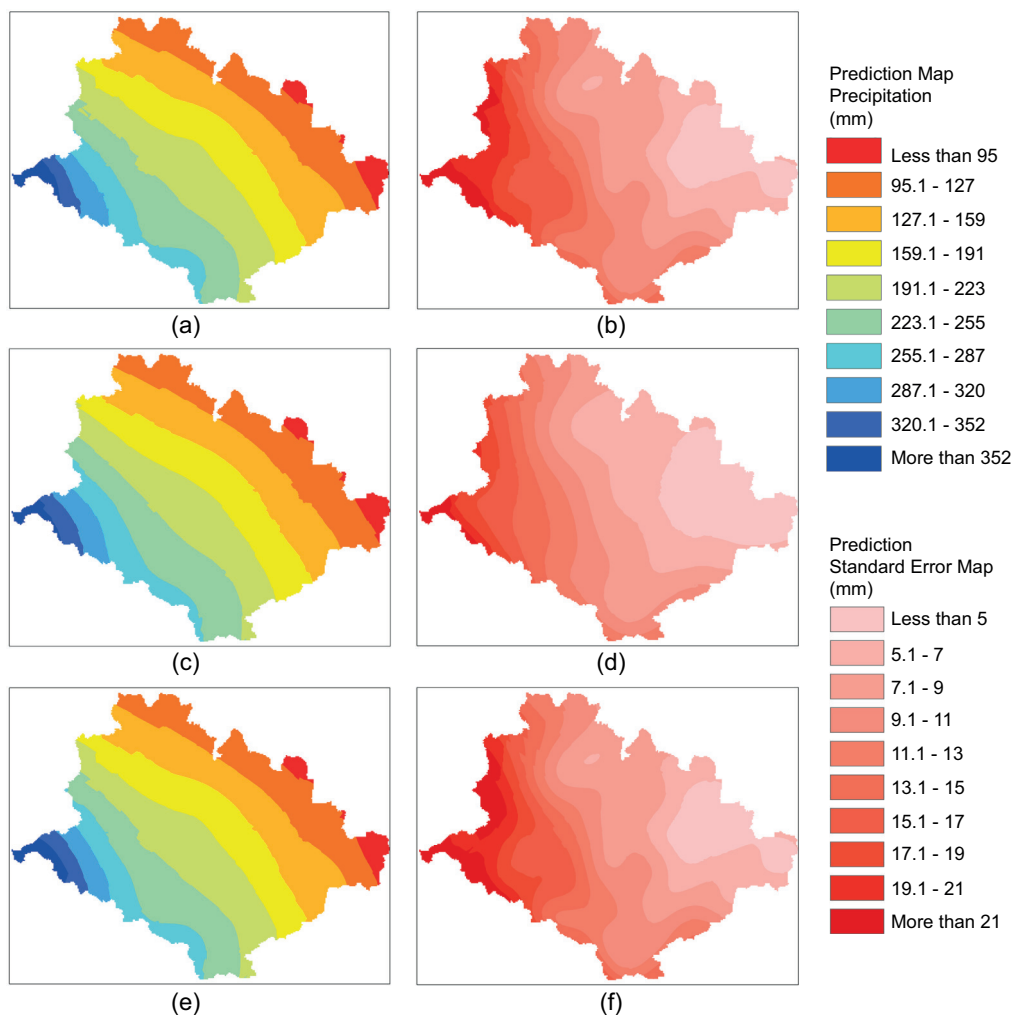 (a)
(b)
(c)
(d)
(e)
(f)
Prediction Map
Precipitation
(mm)
Less than 95
95.1 - 127
127.1 - 159
159.1 - 191
191.1 - 223
223.1 - 255
255.1 - 287
287.1 - 320
320.1 - 352
More than 352
Prediction
Standard Error Map
(mm)
Less than 5
5.1 - 7
7.1 - 9
9.1 - 11
11.1 - 13
13.1 - 15
15.1 - 17
17.1 - 19
19.1 - 21
More than 21